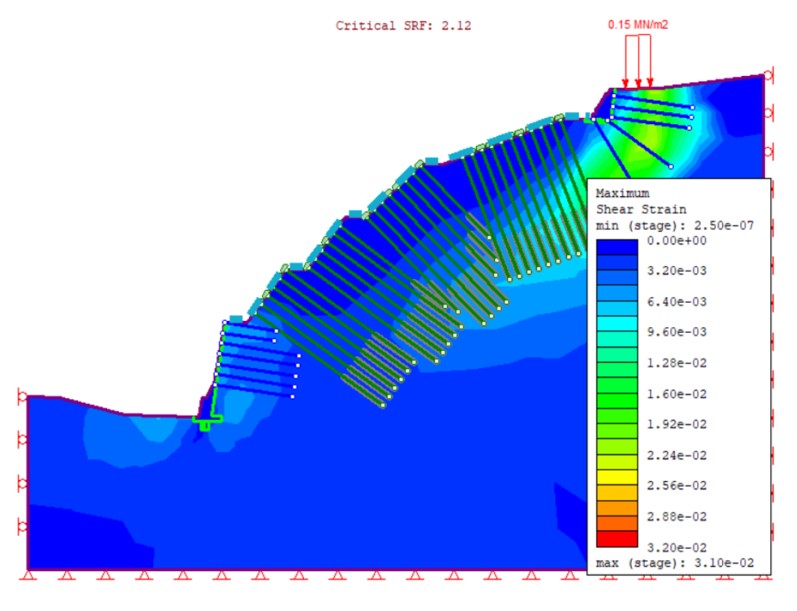 Critical SRF: 2.12
0.15 MN/m2
Maximum
Shear Strain
min (stage): 2.50e-07
0.00e+00
3.20e-03
6.40e-03
9.60e-03
1.28e-02
1.60e-02
1.92e-02
2.24e-02
2.56e-02
2.88e-02
3.20e-02
max (stage): 3.10e-02